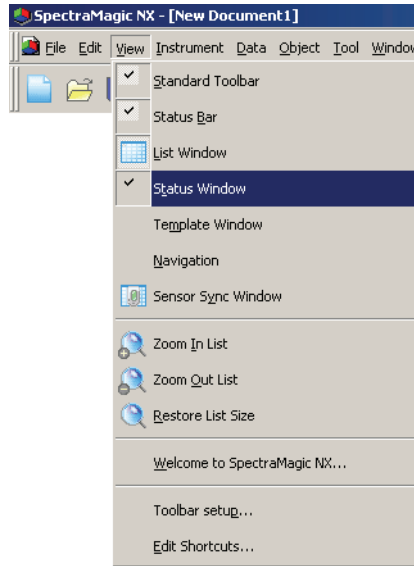 SpectraMagic NX - [New Document1]
File Edit View Instrument Data Object Tool Window
Standard Toolbar
Status Bar
List Window
Status Window
Template Window
Navigation
Sensor Sync Window
Zoom In List
Zoom Out List
Restore List Size
Welcome to SpectraMagic NX...
Toolbar setup...
Edit Shortcuts...